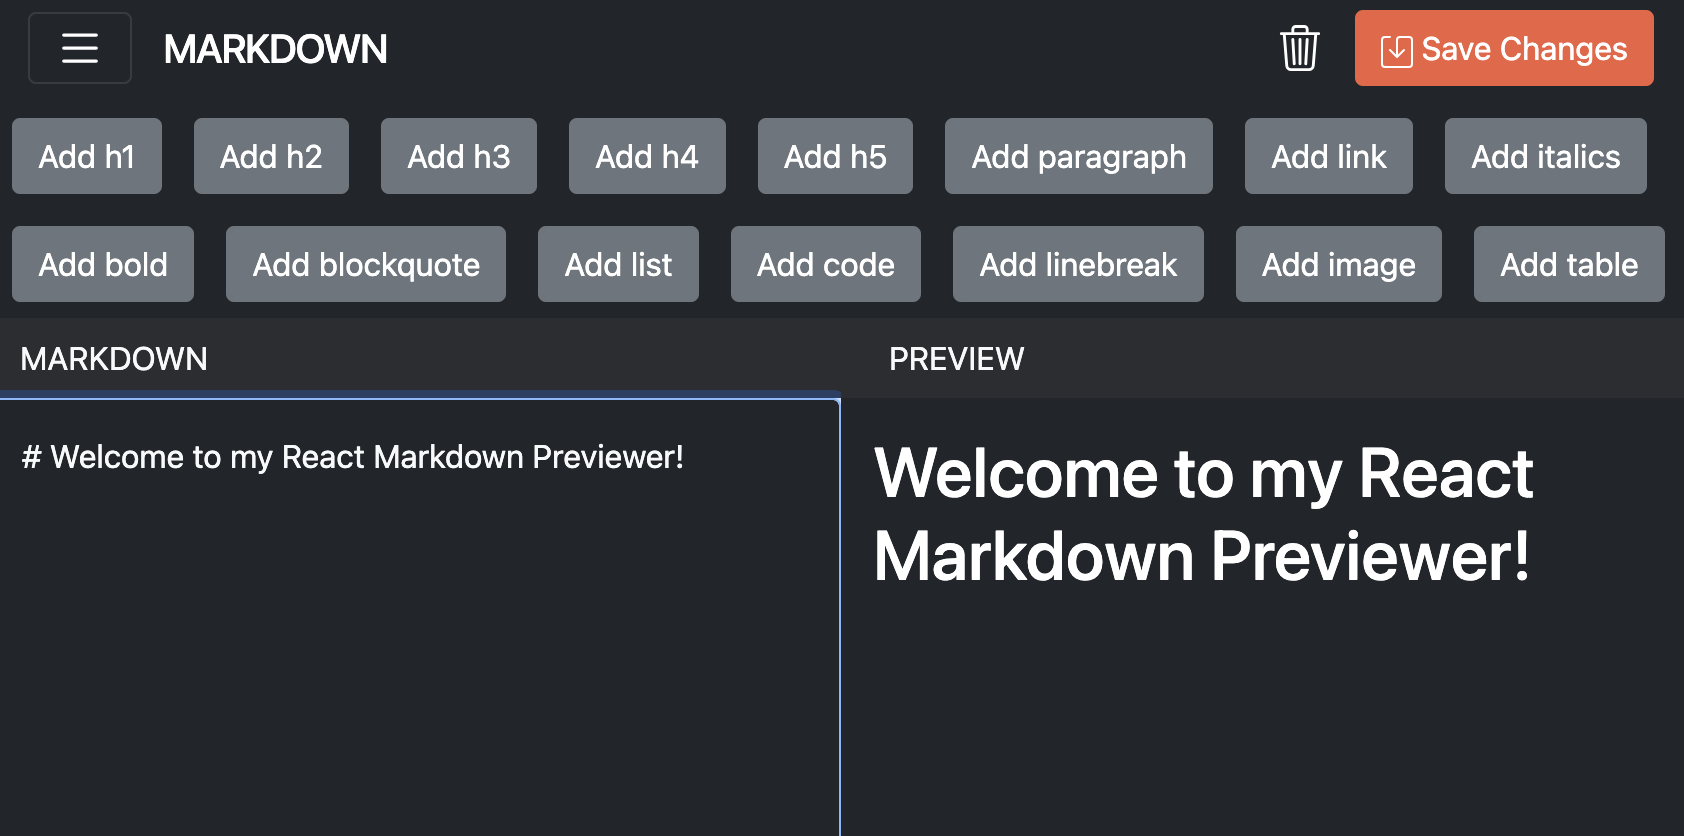 MARKDOWN
Save Changes
Add h1 Add h2 Add h3 Add h4 Add h5 Add paragraph Add link Add italics
Add bold Add blockquote Add list Add code Add linebreak Add image Add table
MARKDOWN
# Welcome to my React Markdown Previewer!
PREVIEW
Welcome to my React
Markdown Previewer!